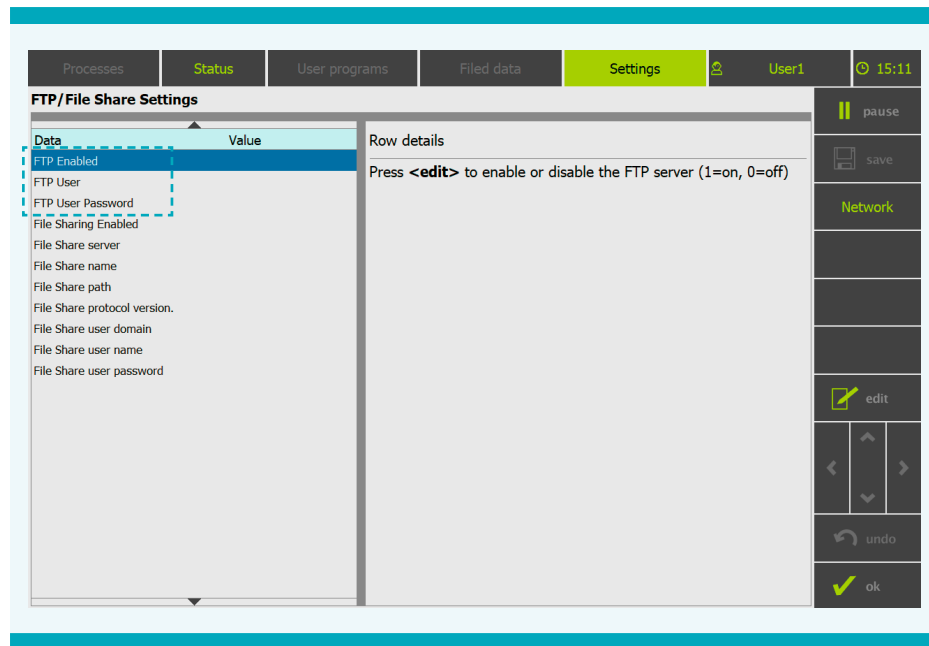 Processes Status User programs Filed data Settings User1 15:11
FTP/File Share Settings
pause
Data Value
FTP Enabled
FTP User
FTP User Password
File Sharing Enabled
File Share server
File Share name
File Share path
File Share protocol version.
File Share user domain
File Share user name
File Share user password
Row details
Press <edit> to enable or disable the FTP server (1=on, 0=off)
save
Network
edit
undo
ok